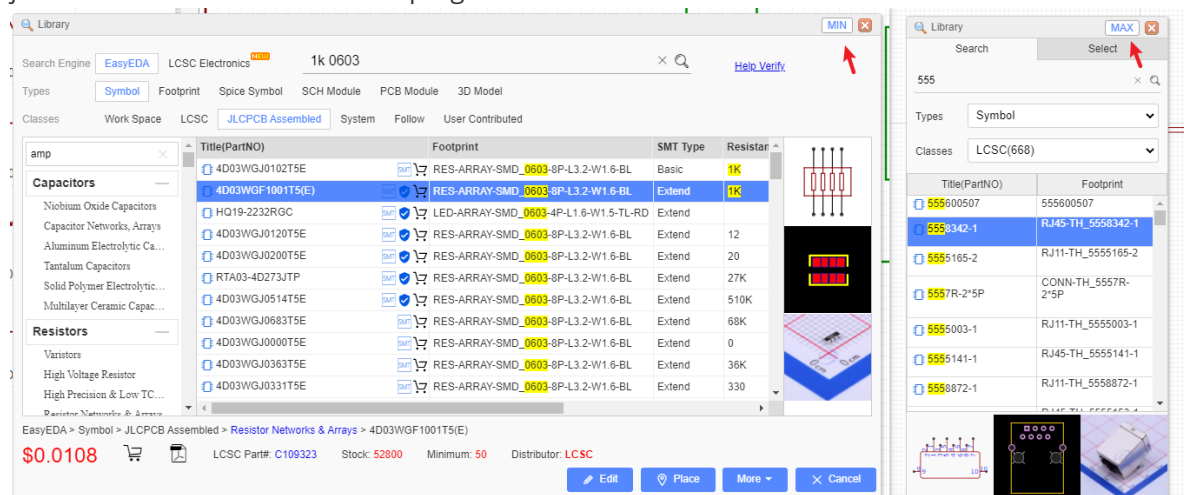 Library
MIN
Search Engine EasyEDA LCSC Electronics NEW 1k 0603 Help Verify
Types Symbol Footprint Spice Symbol SCH Module PCB Module 3D Model
Classes Work Space LCSC JLCPCB Assembled System Follow User Contributed
amp
Capacitors
Niobium Oxide Capacitors
Capacitor Networks, Arrays
Aluminum Electrolytic Ca...
Tantalum Capacitors
Solid Polymer Electrolytic...
Multilayer Ceramic Capac...
Resistors
Varistors
High Voltage Resistor
High Precision & Low TC...
Resistor Networks & Arrays
Title(PartNO) Footprint SMT Type Resistan
4D03WGJ0102T5E SMT RES-ARRAY-SMD_0603-8P-L3.2-W1.6-BL Basic 1K
4D03WGF1001T5(E) SMT RES-ARRAY-SMD_0603-8P-L3.2-W1.6-BL Extend 1K
HQ19-2232RGC SMT LED-ARRAY-SMD_0603-4P-L1.6-W1.5-TL-RD Extend
4D03WGJ0120T5E SMT RES-ARRAY-SMD_0603-8P-L3.2-W1.6-BL Extend 12
4D03WGJ0200T5E SMT RES-ARRAY-SMD_0603-8P-L3.2-W1.6-BL Extend 20
RTA03-4D273JTP SMT RES-ARRAY-SMD_0603-8P-L3.2-W1.6-BL Extend 27K
4D03WGJ0514T5E SMT RES-ARRAY-SMD_0603-8P-L3.2-W1.6-BL Extend 510K
4D03WGJ0683T5E SMT RES-ARRAY-SMD_0603-8P-L3.2-W1.6-BL Extend 68K
4D03WGJ0000T5E SMT RES-ARRAY-SMD_0603-8P-L3.2-W1.6-BL Extend 0
4D03WGJ0363T5E SMT RES-ARRAY-SMD_0603-8P-L3.2-W1.6-BL Extend 36K
4D03WGJ0331T5E SMT RES-ARRAY-SMD_0603-8P-L3.2-W1.6-BL Extend 330
EasyEDA > Symbol > JLCPCB Assembled > Resistor Networks & Arrays > 4D03WGF1001T5(E)
$0.0108 LCSC Part#: C109323 Stock: 52800 Minimum: 50 Distributor: LCSC
Edit Place More Cancel
Library
MAX
Search Select
555
Types Symbol
Classes LCSC(668)
Title(PartNO) Footprint
555600507 555600507
5558342-1 RJ45-TH_5558342-1
5555165-2 RJ11-TH_5555165-2
5557R-2*5P CONN-TH_5557R-
2*5P
5555003-1 RJ11-TH_5555003-1
5555141-1 RJ45-TH_5555141-1
5558872-1 RJ11-TH_5558872-1